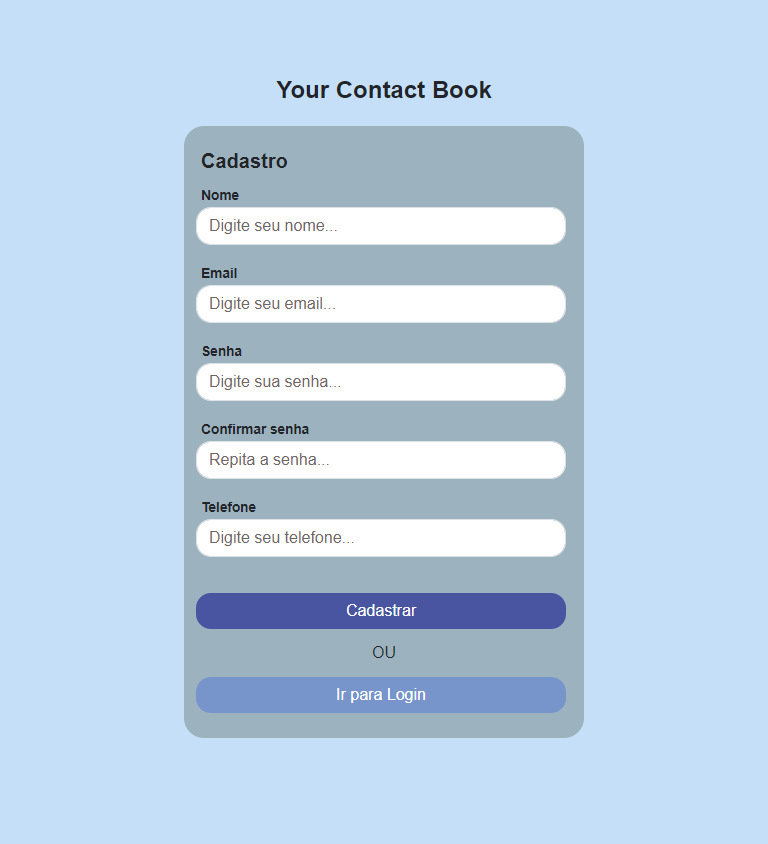 Your Contact Book
Cadastro
Nome
Digite seu nome...
Email
Digite seu email...
Senha
Digite sua senha...
Confirmar senha
Repita a senha...
Telefone
Digite seu telefone...
Cadastrar
OU
Ir para Login